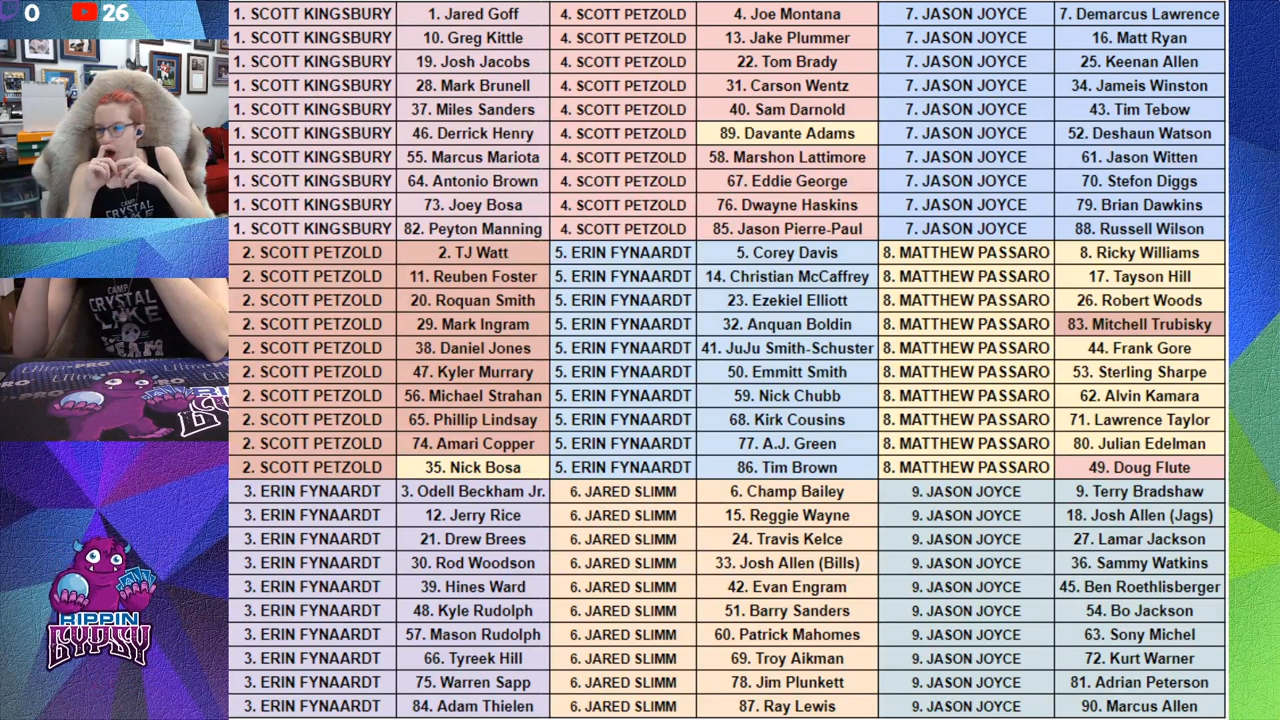 0 26
1. SCOTT KINGSBURY 1. Jared Goff 4. SCOTT PETZOLD 4. Joe Montana 7. JASON JOYCE 7. Demarcus Lawrence
1. SCOTT KINGSBURY 10. Greg Kittle 4. SCOTT PETZOLD 13. Jake Plummer 7. JASON JOYCE 16. Matt Ryan
1. SCOTT KINGSBURY 19. Josh Jacobs 4. SCOTT PETZOLD 22. Tom Brady 7. JASON JOYCE 25. Keenan Allen
1. SCOTT KINGSBURY 28. Mark Brunell 4. SCOTT PETZOLD 31. Carson Wentz 7. JASON JOYCE 34. Jameis Winston
1. SCOTT KINGSBURY 37. Miles Sanders 4. SCOTT PETZOLD 40. Sam Darnold 7. JASON JOYCE 43. Tim Tebow
1. SCOTT KINGSBURY 46. Derrick Henry 4. SCOTT PETZOLD 89. Davante Adams 7. JASON JOYCE 52. Deshaun Watson
1. SCOTT KINGSBURY 55. Marcus Mariota 4. SCOTT PETZOLD 58. Marshon Lattimore 7. JASON JOYCE 61. Jason Witten
1. SCOTT KINGSBURY 64. Antonio Brown 4. SCOTT PETZOLD 67. Eddie George 7. JASON JOYCE 70. Stefon Diggs
1. SCOTT KINGSBURY 73. Joey Bosa 4. SCOTT PETZOLD 76. Dwayne Haskins 7. JASON JOYCE 79. Brian Dawkins
1. SCOTT KINGSBURY 82. Peyton Manning 4. SCOTT PETZOLD 85. Jason Pierre-Paul 7. JASON JOYCE 88. Russell Wilson
2. SCOTT PETZOLD 2. TJ Watt 5. ERIN FYNAARDT 5. Corey Davis 8. MATTHEW PASSARO 8. Ricky Williams
2. SCOTT PETZOLD 11. Reuben Foster 5. ERIN FYNAARDT 14. Christian McCaffrey 8. MATTHEW PASSARO 17. Tayson Hill
2. SCOTT PETZOLD 20. Roquan Smith 5. ERIN FYNAARDT 23. Ezekiel Elliott 8. MATTHEW PASSARO 26. Robert Woods
2. SCOTT PETZOLD 29. Mark Ingram 5. ERIN FYNAARDT 32. Anquan Boldin 8. MATTHEW PASSARO 83. Mitchell Trubisky
2. SCOTT PETZOLD 38. Daniel Jones 5. ERIN FYNAARDT 41. JuJu Smith-Schuster 8. MATTHEW PASSARO 44. Frank Gore
2. SCOTT PETZOLD 47. Kyler Murrary 5. ERIN FYNAARDT 50. Emmitt Smith 8. MATTHEW PASSARO 53. Sterling Sharpe
2. SCOTT PETZOLD 56. Michael Strahan 5. ERIN FYNAARDT 59. Nick Chubb 8. MATTHEW PASSARO 62. Alvin Kamara
2. SCOTT PETZOLD 65. Phillip Lindsay 5. ERIN FYNAARDT 68. Kirk Cousins 8. MATTHEW PASSARO 71. Lawrence Taylor
2. SCOTT PETZOLD 74. Amari Copper 5. ERIN FYNAARDT 77. A.J. Green 8. MATTHEW PASSARO 80. Julian Edelman
2. SCOTT PETZOLD 35. Nick Bosa 5. ERIN FYNAARDT 86. Tim Brown 8. MATTHEW PASSARO 49. Doug Flute
3. ERIN FYNAARDT 3. Odell Beckham Jr. 6. JARED SLIMM 6. Champ Bailey 9. JASON JOYCE 9. Terry Bradshaw
3. ERIN FYNAARDT 12. Jerry Rice 6. JARED SLIMM 15. Reggie Wayne 9. JASON JOYCE 18. Josh Allen (Jags)
3. ERIN FYNAARDT 21. Drew Brees 6. JARED SLIMM 24. Travis Kelce 9. JASON JOYCE 27. Lamar Jackson
3. ERIN FYNAARDT 30. Rod Woodson 6. JARED SLIMM 33. Josh Allen (Bills) 9. JASON JOYCE 36. Sammy Watkins
3. ERIN FYNAARDT 39. Hines Ward 6. JARED SLIMM 42. Evan Engram 9. JASON JOYCE 45. Ben Roethlisberger
3. ERIN FYNAARDT 48. Kyle Rudolph 6. JARED SLIMM 51. Barry Sanders 9. JASON JOYCE 54. Bo Jackson
3. ERIN FYNAARDT 57. Mason Rudolph 6. JARED SLIMM 60. Patrick Mahomes 9. JASON JOYCE 63. Sony Michel
3. ERIN FYNAARDT 66. Tyreek Hill 6. JARED SLIMM 69. Troy Aikman 9. JASON JOYCE 72. Kurt Warner
3. ERIN FYNAARDT 75. Warren Sapp 6. JARED SLIMM 78. Jim Plunkett 9. JASON JOYCE 81. Adrian Peterson
3. ERIN FYNAARDT 84. Adam Thielen 6. JARED SLIMM 87. Ray Lewis 9. JASON JOYCE 90. Marcus Allen
CAMP
CRYSTAL
CAMP
CRYSTAL
LAKE
TEAM
RIPPIN
GYPSY